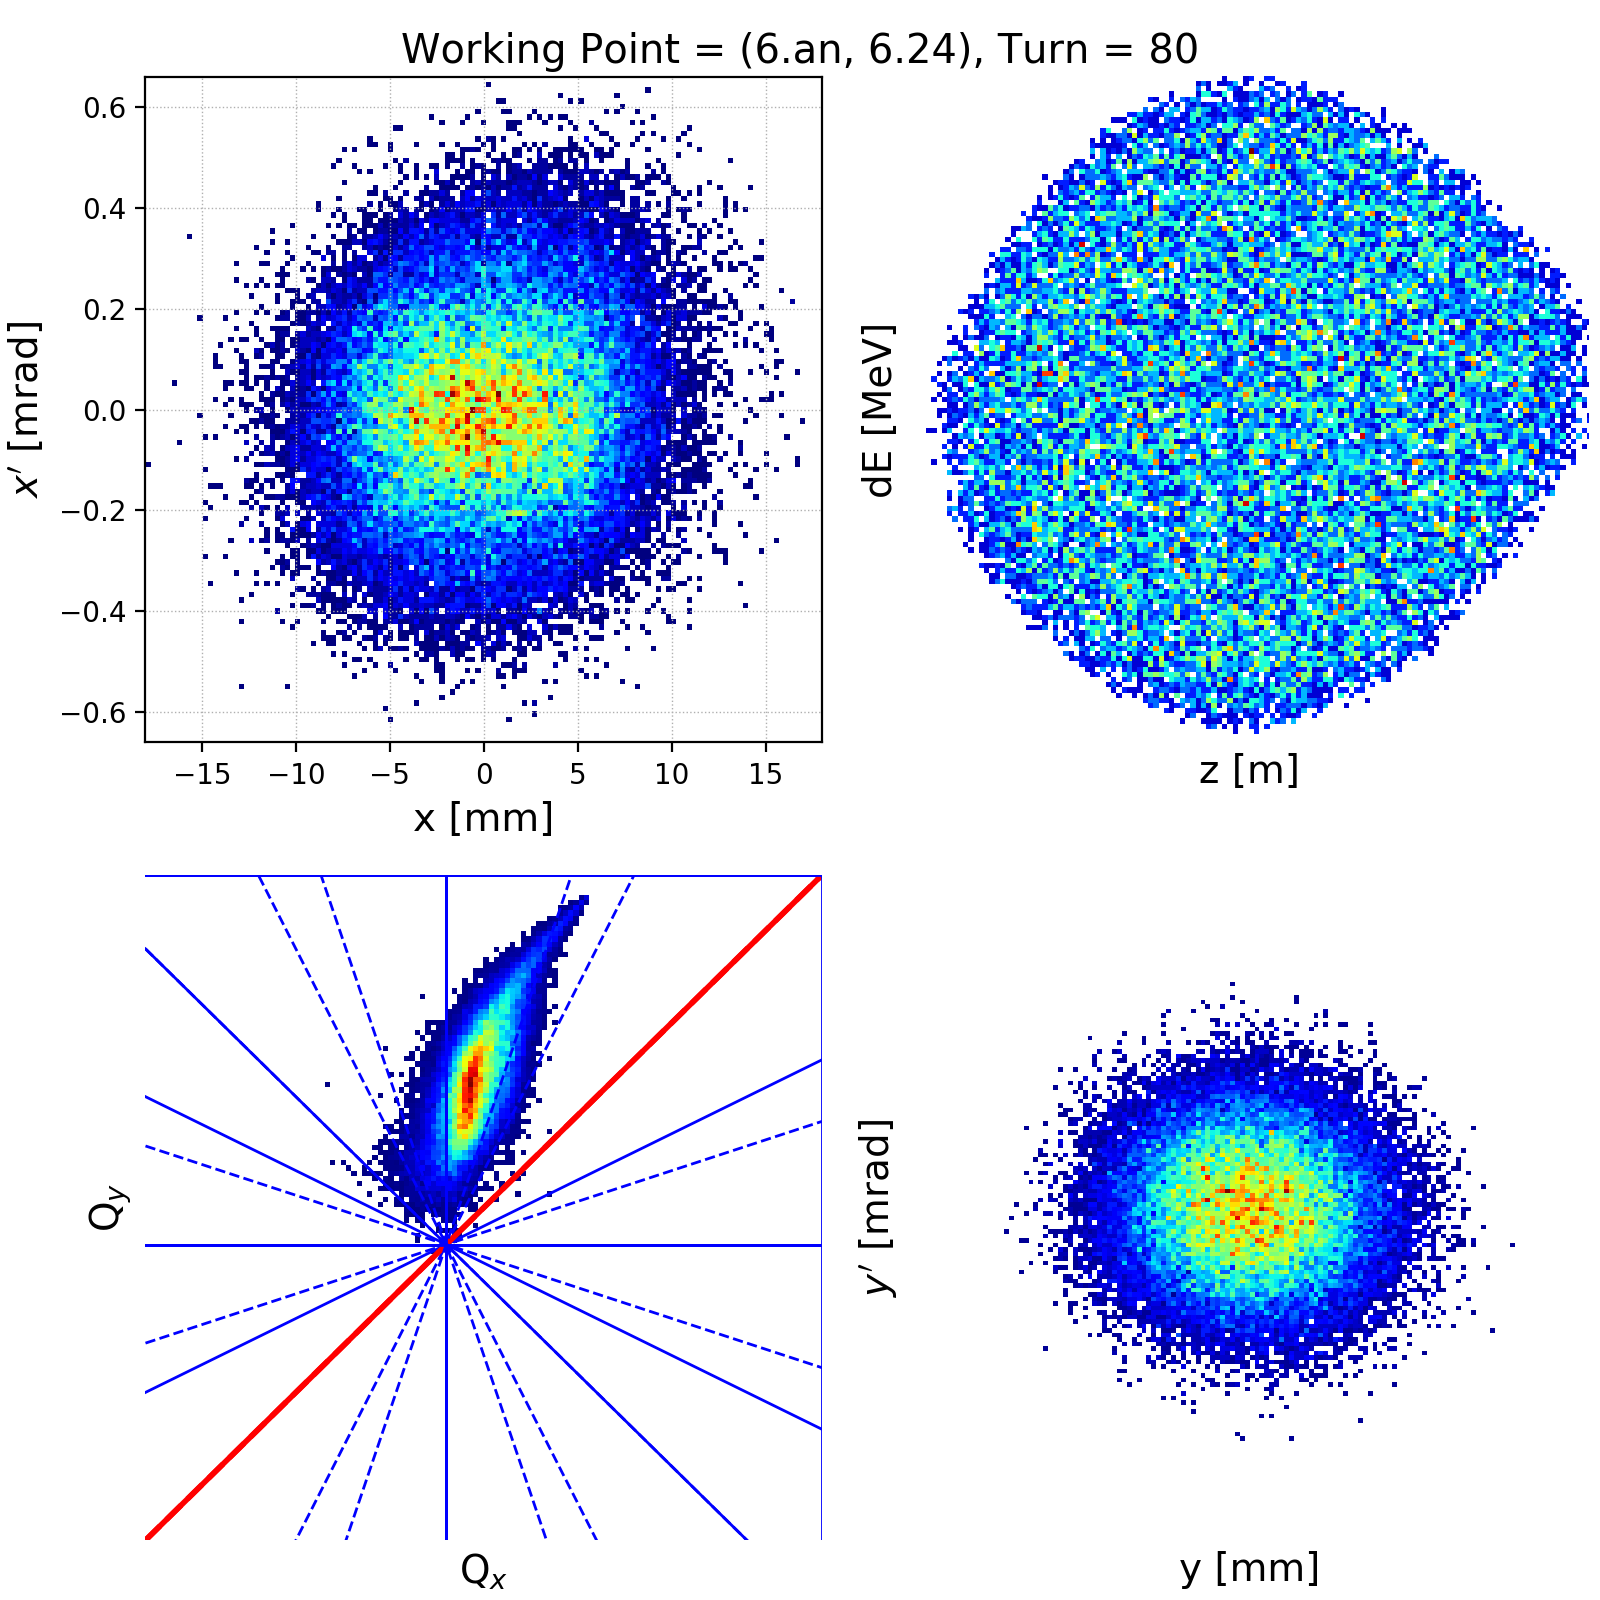 Working Point = (6.an, 6.24), Turn = 80
0.6
0.4
0.2
0.0
−0.2
−0.4
−0.6
x′ [mrad]
−15 −10 −5 0 5 10 15
x [mm]
dE [MeV]
z [m]
Qy
Qx
y′ [mrad]
y [mm]